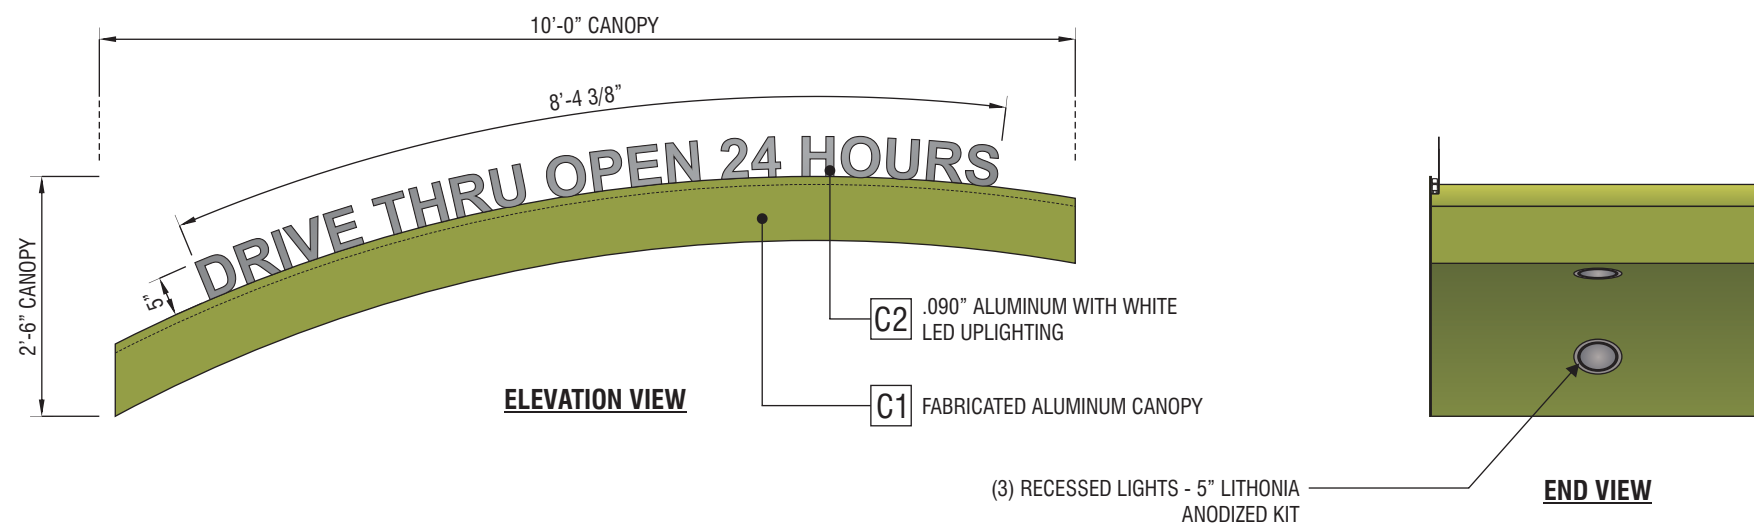 10’-0” CANOPY
8’-4 3/8”
DRIVE THRU OPEN 24 HOURS
5”
2’-6” CANOPY
C2 .090” ALUMINUM WITH WHITE
LED UPLIGHTING
C1 FABRICATED ALUMINUM CANOPY
ELEVATION VIEW
(3) RECESSED LIGHTS - 5” LITHONIA
ANODIZED KIT
END VIEW